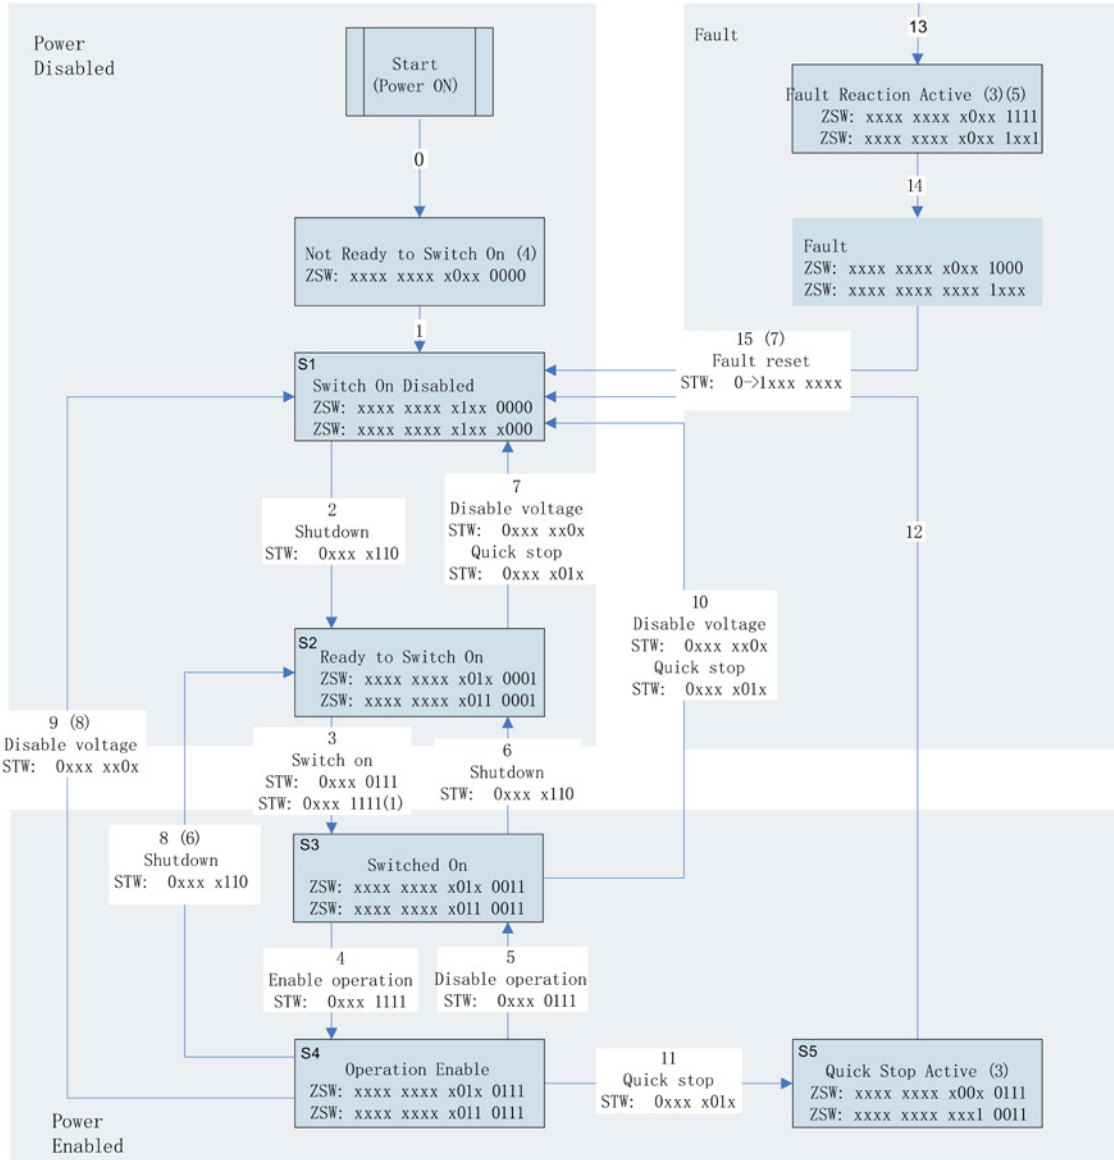 Power
Disabled
Start
(Power ON)
0
Not Ready to Switch On (4)
ZSW: xxxx xxxx x0xx 0000
1
S1
Switch On Disabled
ZSW: xxxx xxxx x1xx 0000
ZSW: xxxx xxxx x1xx x000
2
Shutdown
STW: 0xxx x110
7
Disable voltage
STW: 0xxx xx0x
Quick stop
STW: 0xxx x01x
S2
Ready to Switch On
ZSW: xxxx xxxx x01x 0001
ZSW: xxxx xxxx x011 0001
9 (8)
Disable voltage
STW: 0xxx xx0x
3
Switch on
STW: 0xxx 0111
STW: 0xxx 1111(1)
6
Shutdown
STW: 0xxx x110
8 (6)
Shutdown
STW: 0xxx x110
S3
Switched On
ZSW: xxxx xxxx x01x 0011
ZSW: xxxx xxxx x011 0011
4
Enable operation
STW: 0xxx 1111
5
Disable operation
STW: 0xxx 0111
S4
Operation Enable
ZSW: xxxx xxxx x01x 0111
ZSW: xxxx xxxx x011 0111
Power
Enabled
Fault
13
Fault Reaction Active (3)(5)
ZSW: xxxx xxxx x0xx 1111
ZSW: xxxx xxxx x0xx 1xx1
14
Fault
ZSW: xxxx xxxx x0xx 1000
ZSW: xxxx xxxx xxxx 1xxx
15 (7)
Fault reset
STW: 0->1xxx xxxx
12
10
Disable voltage
STW: 0xxx xx0x
Quick stop
STW: 0xxx x01x
11
Quick stop
STW: 0xxx x01x
S5
Quick Stop Active (3)
ZSW: xxxx xxxx x00x 0111
ZSW: xxxx xxxx xxx1 0011